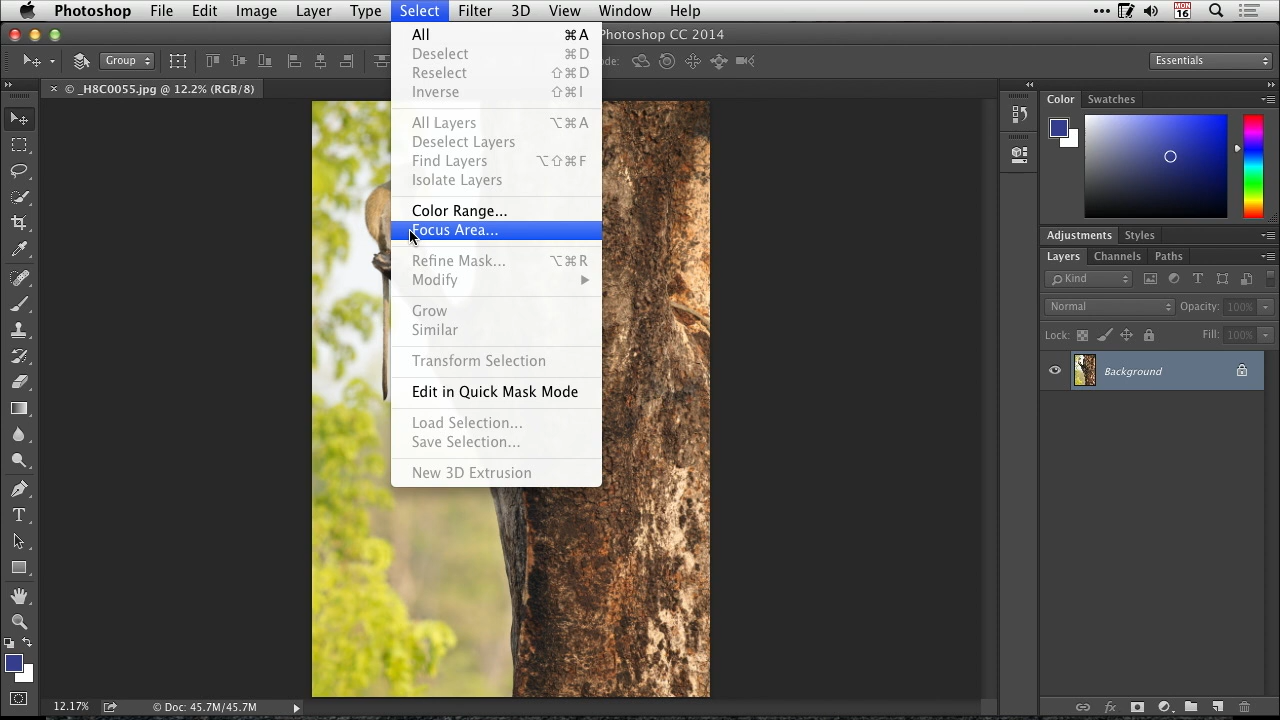 Photoshop File Edit Image Layer Type Select Filter 3D View Window Help MON 16
Photoshop CC 2014
Group
Essentials
× © _H8C0055.jpg @ 12.2% (RGB/8)
All ⌘A
Deselect ⌘D
Reselect ⇧⌘D
Inverse ⇧⌘I
All Layers ⌥⌘A
Deselect Layers
Find Layers ⌥⇧⌘F
Isolate Layers
Color Range...
Focus Area...
Refine Mask... ⌥⌘R
Modify ▶
Grow
Similar
Transform Selection
Edit in Quick Mask Mode
Load Selection...
Save Selection...
New 3D Extrusion
Color Swatches
Adjustments Styles
Layers Channels Paths
Kind
Normal Opacity: 100%
Lock: Fill: 100%
Background
fx
12.17% © Doc: 45.7M/45.7M